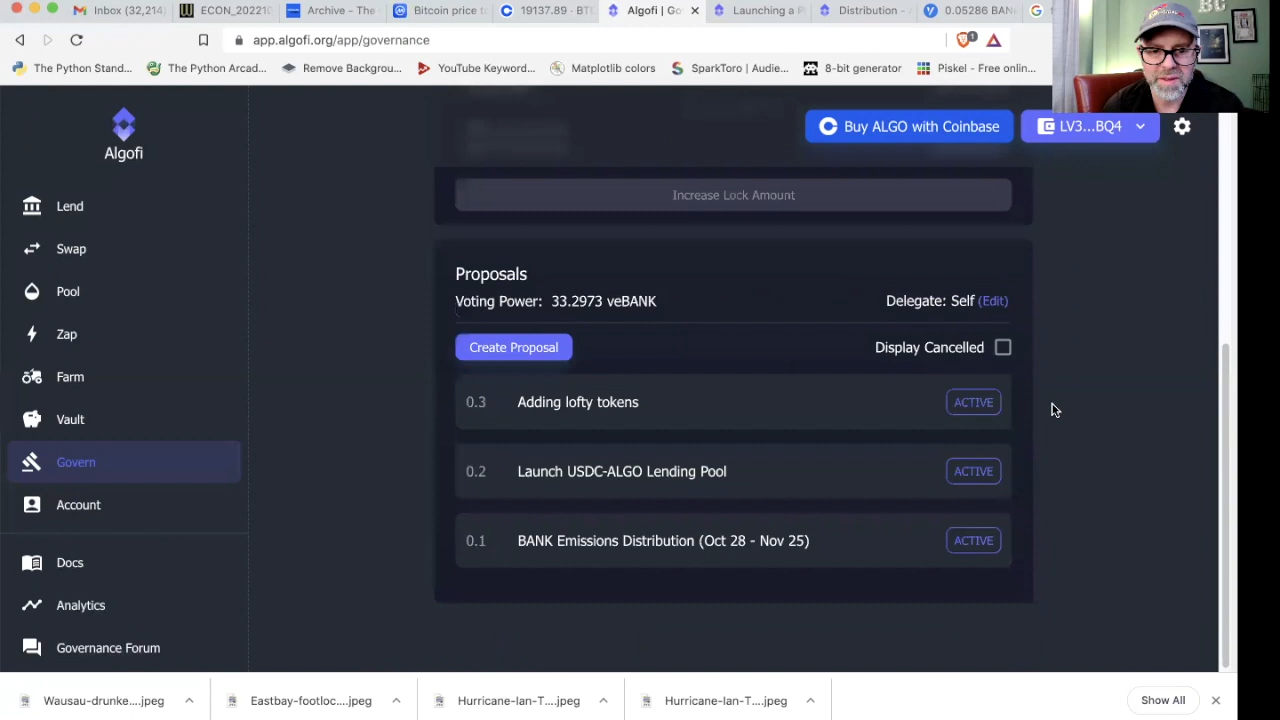 Inbox (32,214)
ECON_202210
Archive – The
Bitcoin price t
19137.89 · BT
Algofi | Go
Launching a P
Distribution -
0.05286 BAN
app.algofi.org/app/governance
1
The Python Stand...
The Python Arcad...
Remove Backgrou...
YouTube Keyword...
Matplotlib colors
SparkToro | Audie...
8-bit generator
Piskel - Free onlin...
Algofi
Buy ALGO with Coinbase
LV3...BQ4
Lend
Swap
Pool
Zap
Farm
Vault
Govern
Account
Docs
Analytics
Governance Forum
Increase Lock Amount
Proposals
Voting Power: 33.2973 veBANK
Delegate: Self (Edit)
Create Proposal
Display Cancelled
0.3 Adding lofty tokens ACTIVE
0.2 Launch USDC-ALGO Lending Pool ACTIVE
0.1 BANK Emissions Distribution (Oct 28 - Nov 25) ACTIVE
Wausau-drunke....jpeg
Eastbay-footloc....jpeg
Hurricane-Ian-T....jpeg
Hurricane-Ian-T....jpeg
Show All